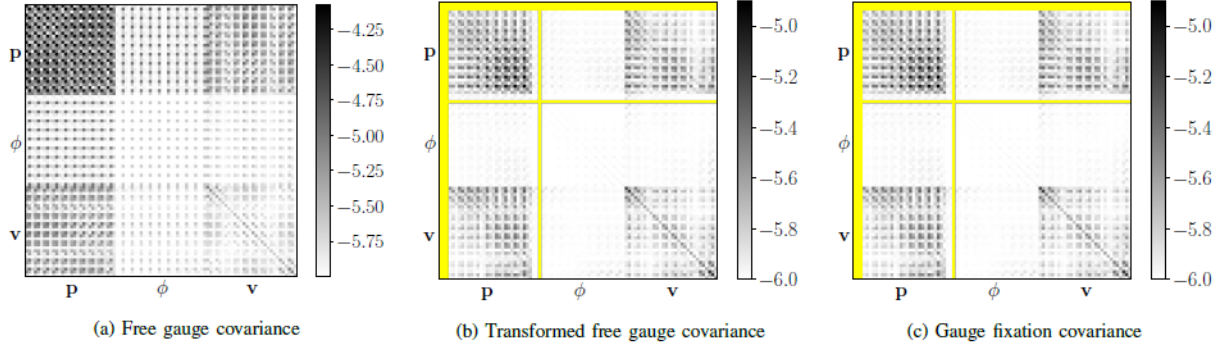 p
ϕ
v
p
ϕ
v
−4.25
−4.50
−4.75
−5.00
−5.25
−5.50
−5.75
(a) Free gauge covariance
p
ϕ
v
p
ϕ
v
−5.0
−5.2
−5.4
−5.6
−5.8
−6.0
(b) Transformed free gauge covariance
p
ϕ
v
p
ϕ
v
−5.0
−5.2
−5.4
−5.6
−5.8
−6.0
(c) Gauge fixation covariance